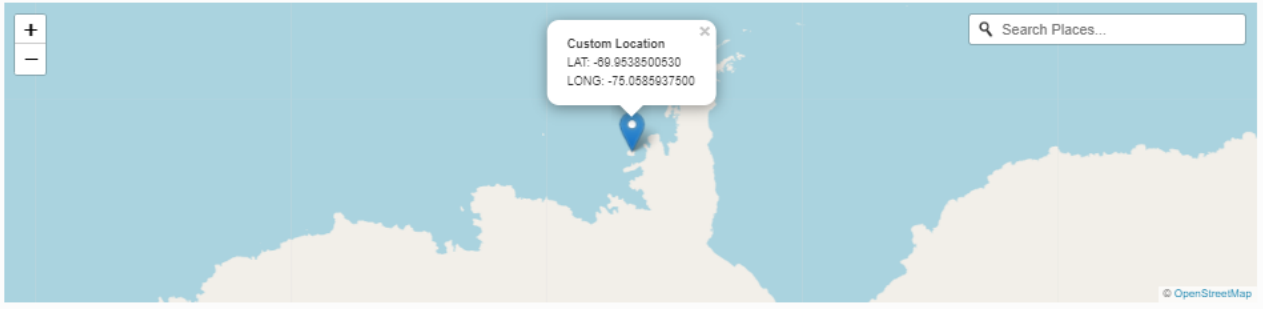 +
−
Custom Location
×
LAT: -69.9538500530
LONG: -75.0585937500
Search Places...
© OpenStreetMap